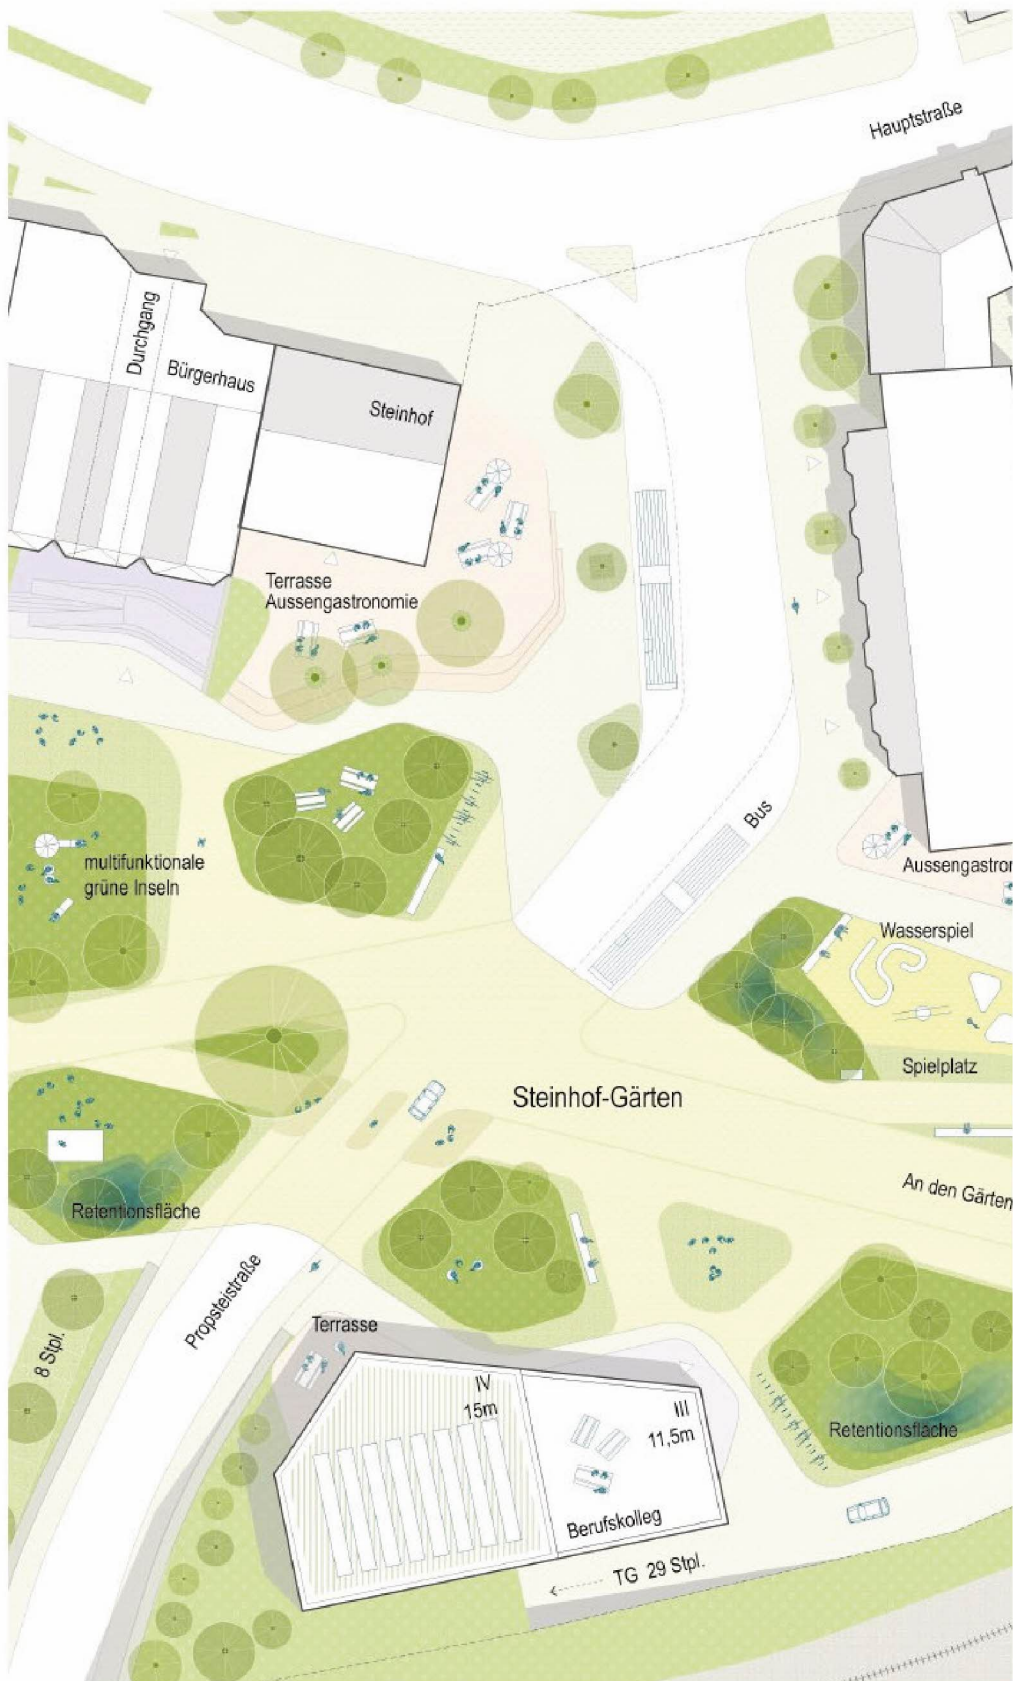 Hauptstraße
Durchgang
Bürgerhaus
Steinhof
Terrasse
Aussengastronomie
Bus
multifunktionale
grüne Inseln
Aussengastron
Wasserspiel
Spielplatz
Steinhof-Gärten
An den Gärten
Retentionsfläche
Propsteistraße
8 Stpl.
Terrasse
IV
15m
III
11,5m
Retentionsfläche
Berufskolleg
TG 29 Stpl.